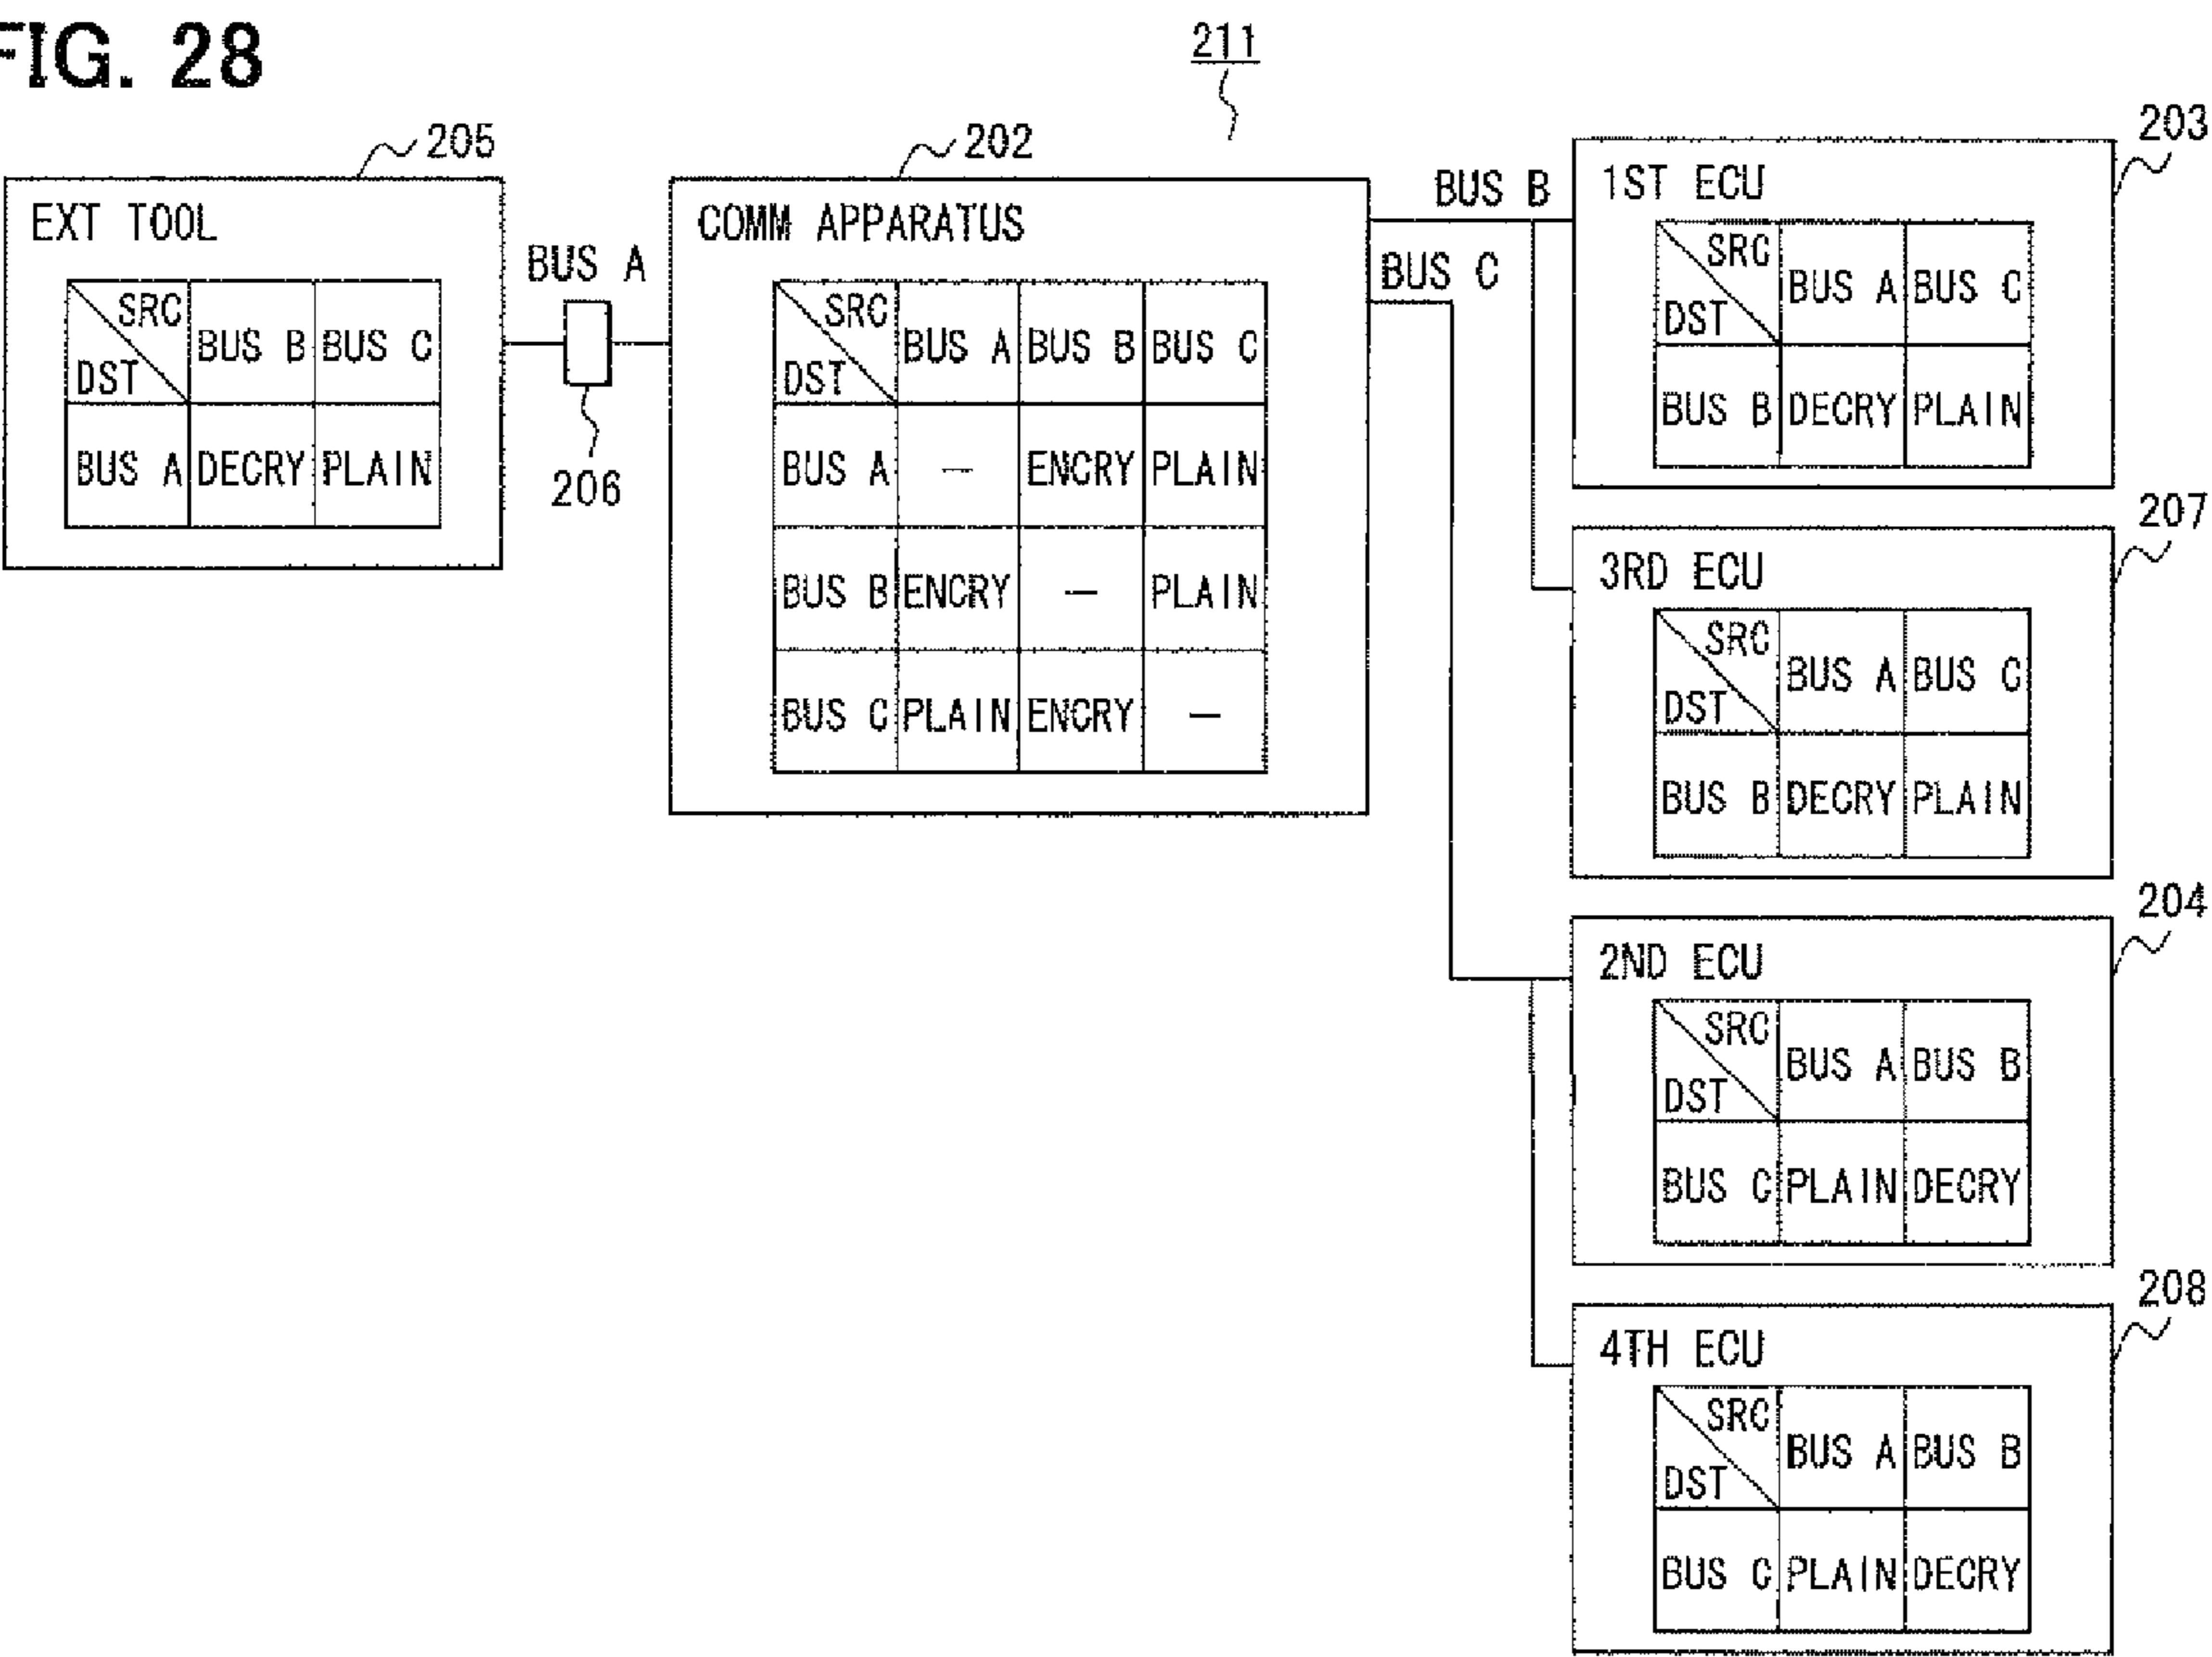 FIG. 28
211
205
EXT TOOL
SRC
DST
BUS B BUS C
BUS A DECRY PLAIN
BUS A
206
202
COMM APPARATUS
SRC
DST
BUS A BUS B BUS C
BUS A — ENCRY PLAIN
BUS B ENCRY — PLAIN
BUS C PLAIN ENCRY —
BUS B
BUS C
203
1ST ECU
SRC
DST
BUS A BUS C
BUS B DECRY PLAIN
207
3RD ECU
SRC
DST
BUS A BUS C
BUS B DECRY PLAIN
204
2ND ECU
SRC
DST
BUS A BUS B
BUS C PLAIN DECRY
208
4TH ECU
SRC
DST
BUS A BUS B
BUS C PLAIN DECRY